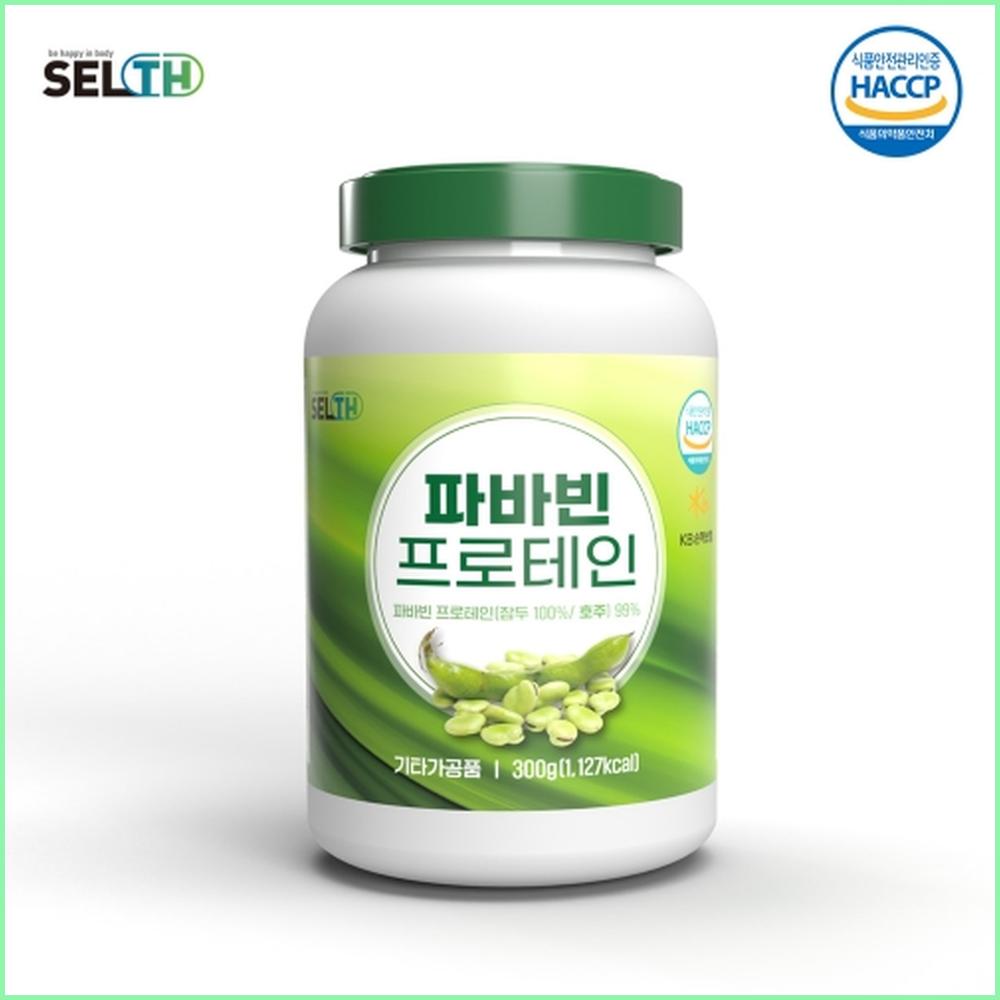 be happy in body
SELTH
식품안전관리인증
HACCP
식품의약품안전처
SELTH
HACCP
파바빈
프로테인
파바빈 프로테인(잠두 100%/ 호주) 99%
기타가공품 | 300g(1,127kcal)